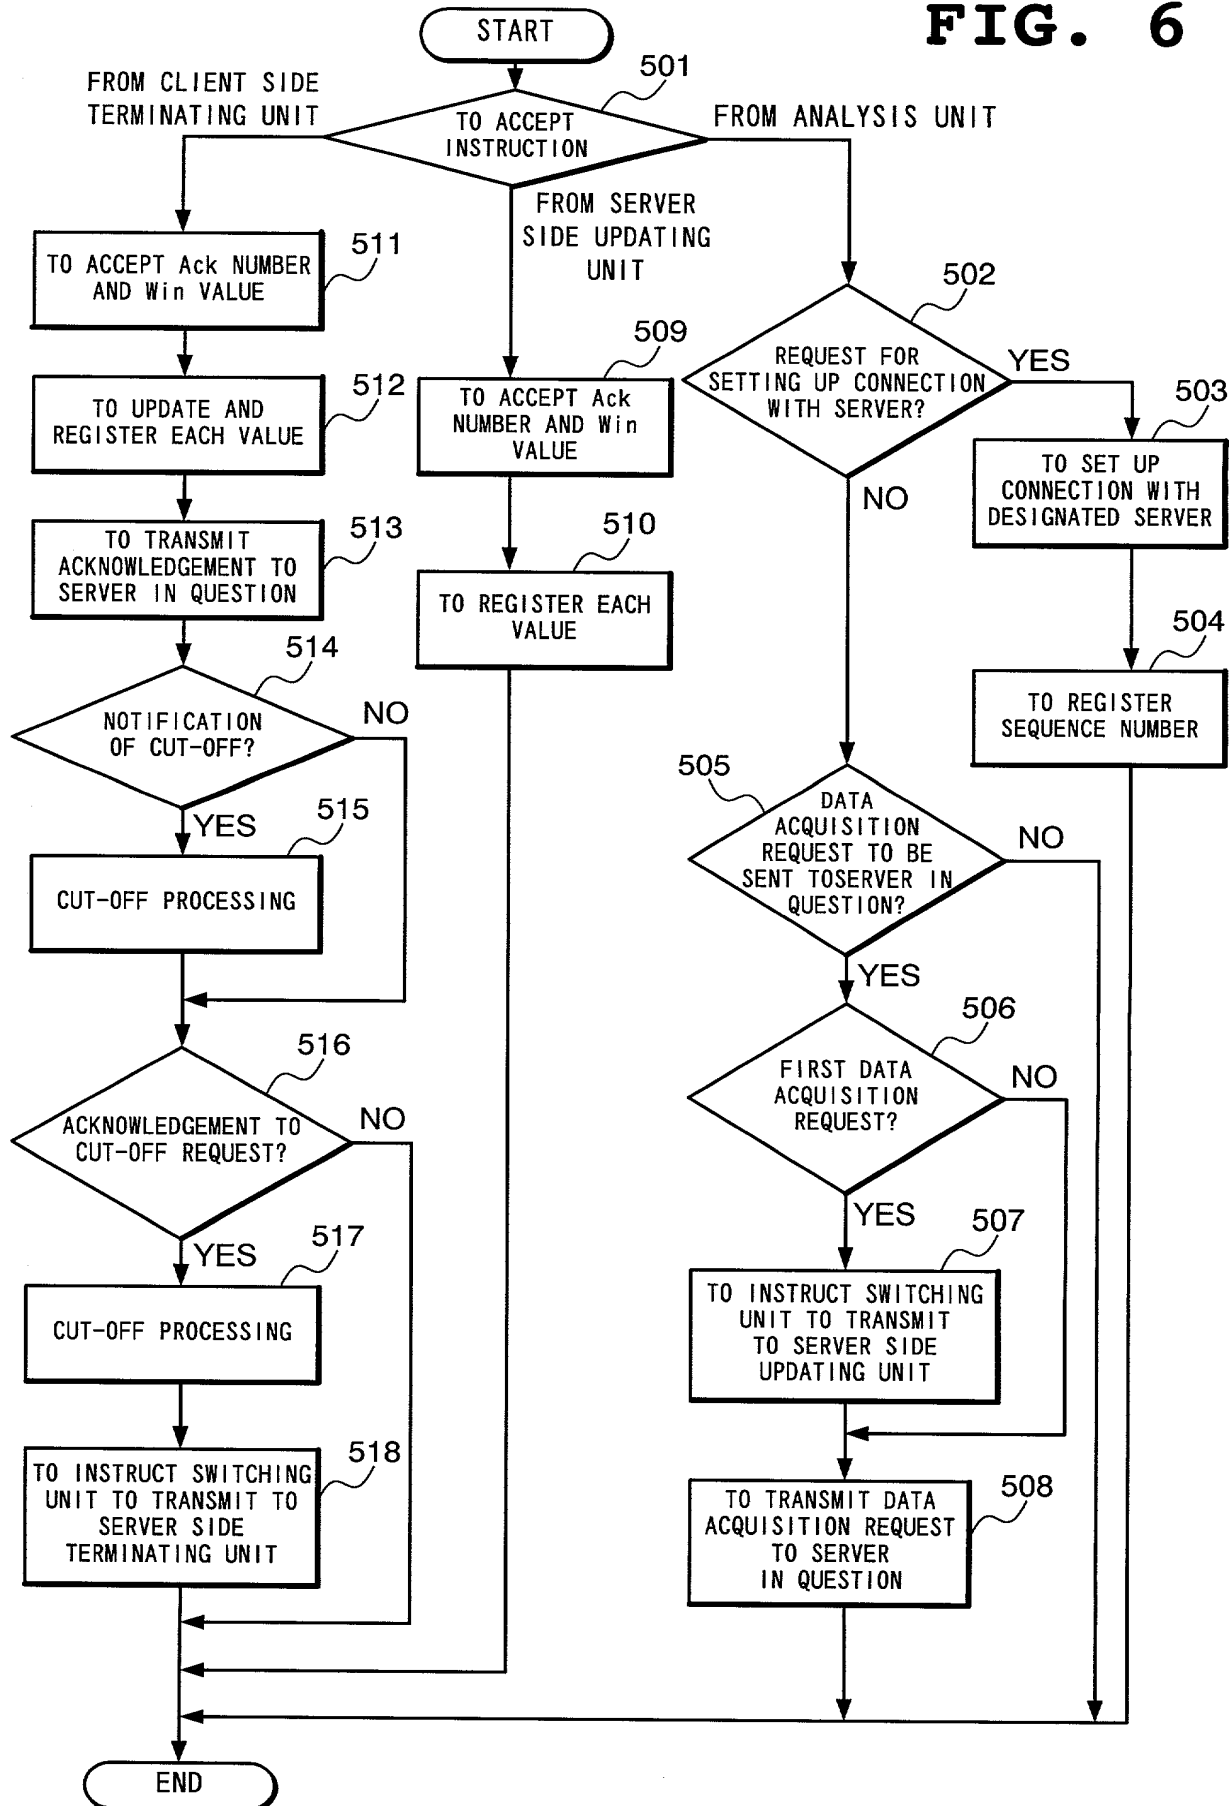 FIG. 6
START
501
FROM CLIENT SIDE
TERMINATING UNIT
TO ACCEPT
INSTRUCTION
FROM ANALYSIS UNIT
FROM SERVER
SIDE UPDATING
UNIT
511
TO ACCEPT Ack NUMBER
AND Win VALUE
512
TO UPDATE AND
REGISTER EACH VALUE
513
TO TRANSMIT
ACKNOWLEDGEMENT TO
SERVER IN QUESTION
514
NOTIFICATION
OF CUT-OFF?
NO
YES
515
CUT-OFF PROCESSING
516
ACKNOWLEDGEMENT TO
CUT-OFF REQUEST?
NO
YES
517
CUT-OFF PROCESSING
518
TO INSTRUCT SWITCHING
UNIT TO TRANSMIT TO
SERVER SIDE
TERMINATING UNIT
509
TO ACCEPT Ack
NUMBER AND Win
VALUE
510
TO REGISTER EACH
VALUE
502
REQUEST FOR
SETTING UP CONNECTION
WITH SERVER?
YES
NO
503
TO SET UP
CONNECTION WITH
DESIGNATED SERVER
504
TO REGISTER
SEQUENCE NUMBER
505
DATA
ACQUISITION
REQUEST TO BE
SENT TOSERVER IN
QUESTION?
NO
YES
506
FIRST DATA
ACQUISITION
REQUEST?
NO
YES
507
TO INSTRUCT SWITCHING
UNIT TO TRANSMIT
TO SERVER SIDE
UPDATING UNIT
508
TO TRANSMIT DATA
ACQUISITION REQUEST
TO SERVER
IN QUESTION
END